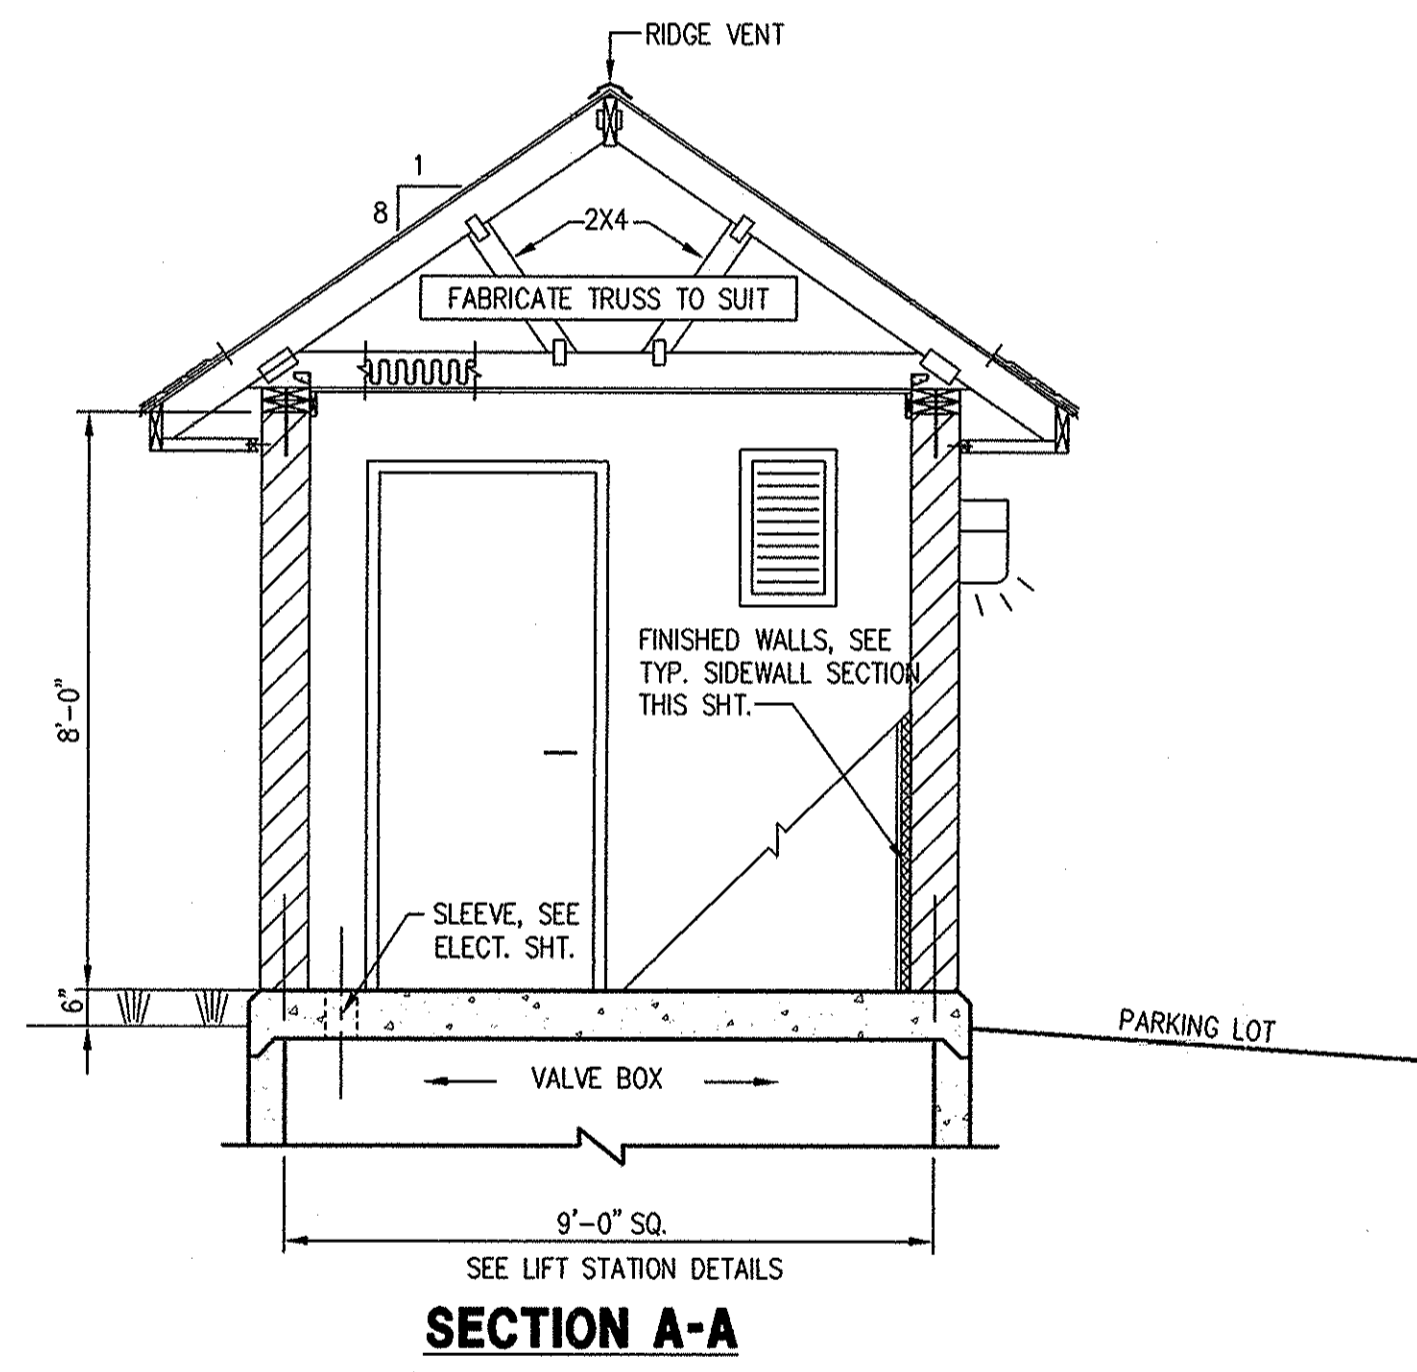 RIDGE VENT
1
8
2X4
FABRICATE TRUSS TO SUIT
FINISHED WALLS, SEE
TYP. SIDEWALL SECTION
THIS SHT.
8'-0"
SLEEVE, SEE
ELECT. SHT.
6"
PARKING LOT
VALVE BOX
9'-0" SQ.
SEE LIFT STATION DETAILS
SECTION A-A